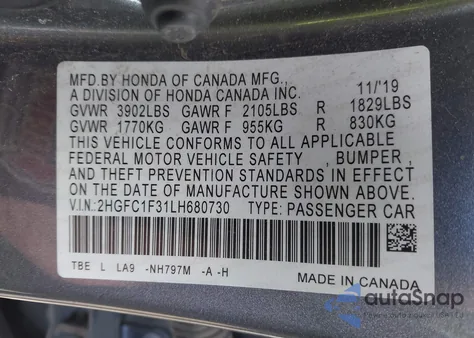 MFD.BY HONDA OF CANADA MFG.,
A DIVISION OF HONDA CANADA INC. 11/'19
GVWR 3902LBS GAWR F 2105LBS R 1829LBS
GVWR 1770KG GAWR F 955KG R 830KG
THIS VEHICLE CONFORMS TO ALL APPLICABLE
FEDERAL MOTOR VEHICLE SAFETY , BUMPER ,
AND THEFT PREVENTION STANDARDS IN EFFECT
ON THE DATE OF MANUFACTURE SHOWN ABOVE.
V.I.N: 2HGFC1F31LH680730 TYPE: PASSENGER CAR
TBE L LA9 -NH797M -A -H
MADE IN CANADA
autoSnap